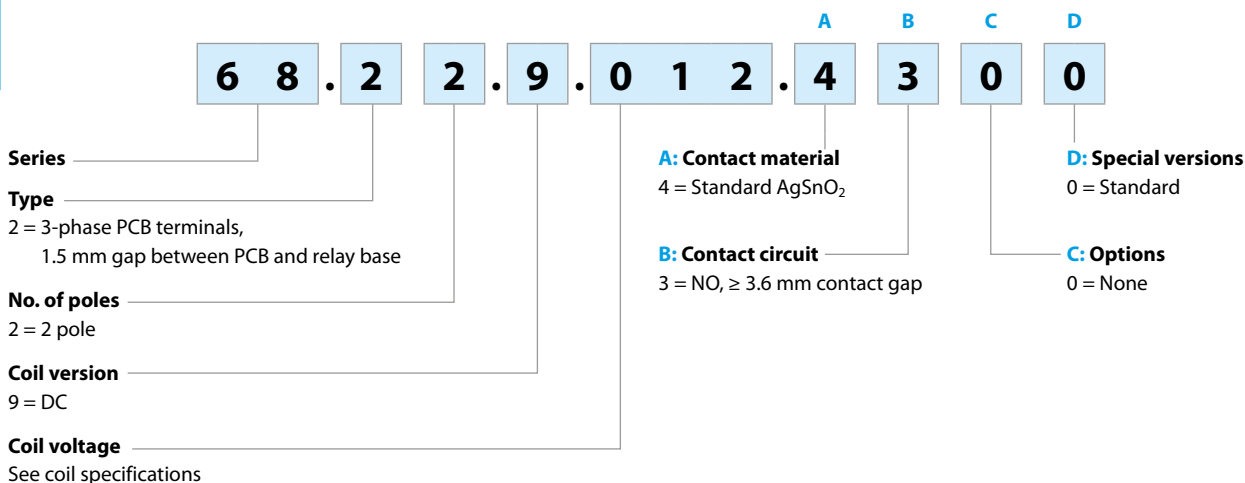 A B C D
6 8 . 2 2 . 9 . 0 1 2 . 4 3 0 0
Series
Type
2 = 3-phase PCB terminals,
1.5 mm gap between PCB and relay base
No. of poles
2 = 2 pole
Coil version
9 = DC
Coil voltage
See coil specifications
A: Contact material
4 = Standard AgSnO₂
B: Contact circuit
3 = NO, ≥ 3.6 mm contact gap
D: Special versions
0 = Standard
C: Options
0 = None